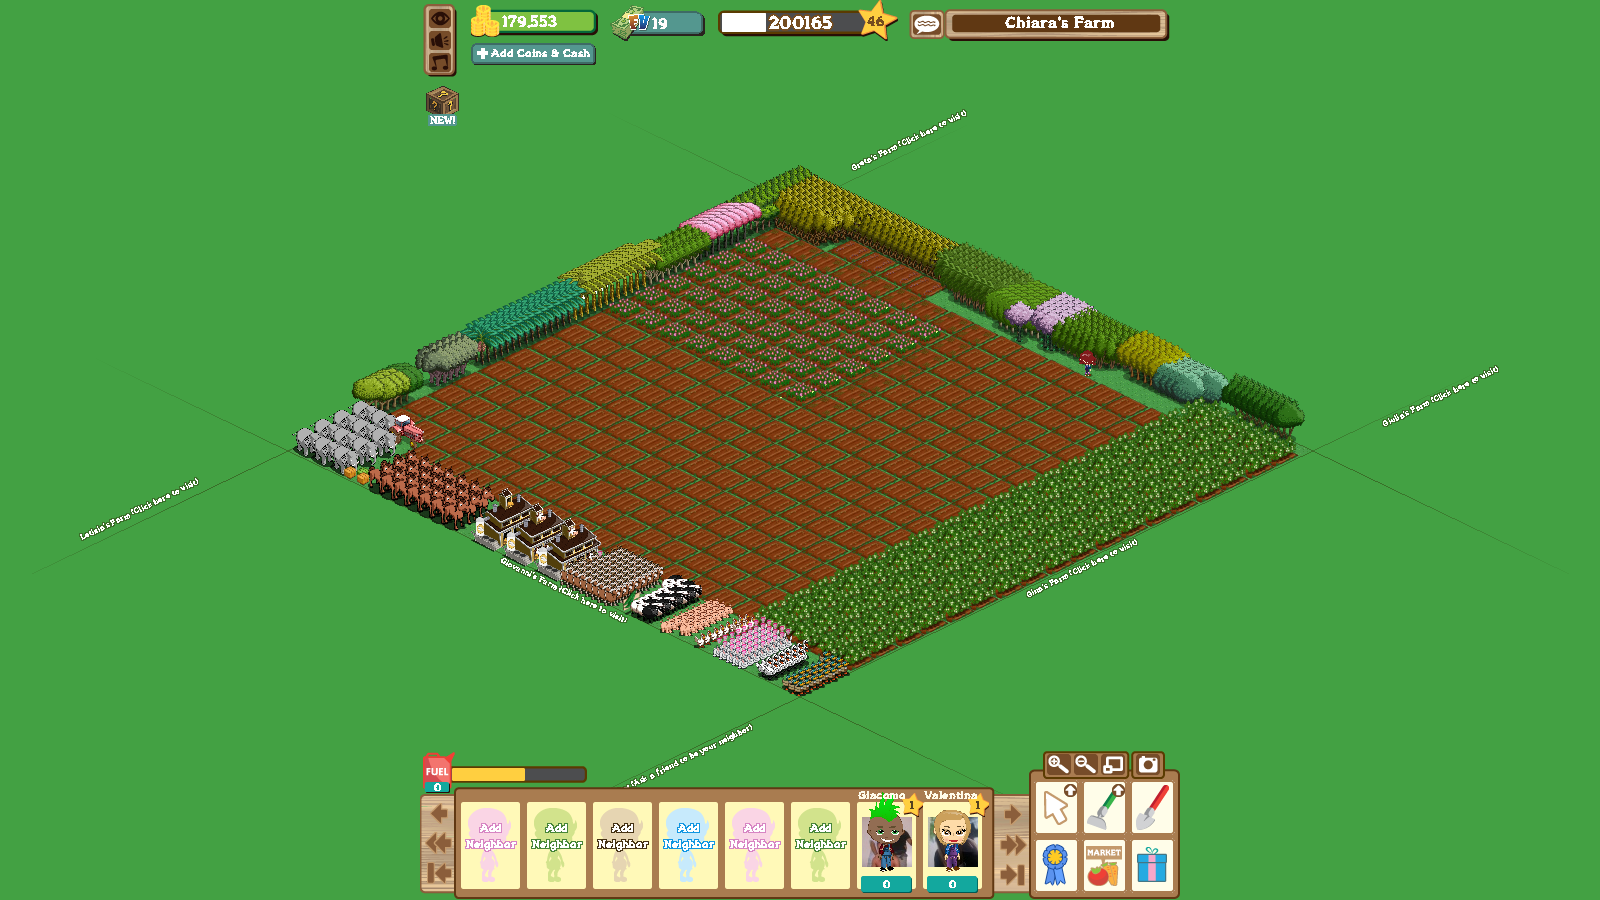 179,553
FV 19
200165
46
Chiara's Farm
Add Coins & Cash
NEW!
Greta's Farm (Click here to visit)
Giulia's Farm (Click here to visit)
Letizia's Farm (Click here to visit)
Giovanni's Farm (Click here to visit)
Gina's Farm (Click here to visit)
(Ask a friend to be your neighbor)
FUEL
0
Add Neighbor
Add Neighbor
Add Neighbor
Add Neighbor
Add Neighbor
Add Neighbor
Giacomo
1
0
Valentina
1
0
MARKET